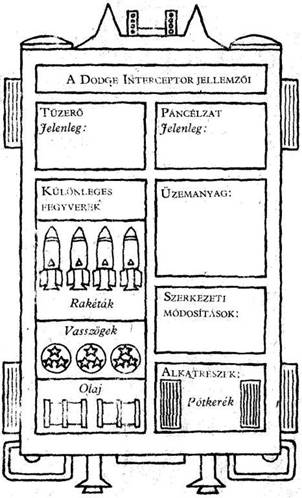 A DODGE INTERCEPTOR JELLEMZŐI
TŰZERŐ
Jelenleg:
PÁNCÉLZAT
Jelenleg:
KÜLÖNLEGES
FEGYVEREK
Rakéták
Vasszögek
Olaj
ÜZEMANYAG:
SZERKEZETI
MÓDOSÍTÁSOK:
ALKATRÉSZEK:
Pótkerék